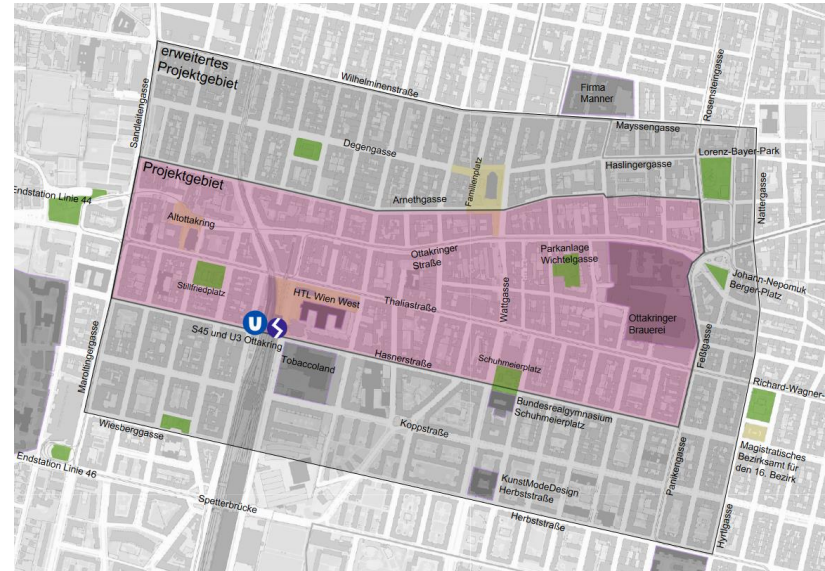 erweitertes
Projektgebiet
Wilhelminenstraße
Firma
Manner
Rosensteingasse
Sandleitengasse
Mayssengasse
Degengasse
Lorenz-Bayer-Park
Haslingergasse
Projektgebiet
Familienplatz
Nattergasse
Endstation Linie 44
Arnethgasse
Altottakring
Ottakringer
Straße
Parkanlage
Wichtelgasse
Johann-Nepomuk
Berger-Platz
Stillfriedplatz
HTL Wien West
Thaliastraße
Wattgasse
Ottakringer
Brauerei
U
S45 und U3 Ottakring
Maroltingergasse
Hasnerstraße
Schuhmeierplatz
Feßtgasse
Tobaccoland
Richard-Wagner-
Bundesrealgymnasium
Schuhmeierplatz
Wiesberggasse
Koppstraße
Magistratisches
Bezirksamt für
den 16. Bezirk
Panikengasse
Endstation Linie 46
KunstModeDesign
Herbststraße
Spetterbrücke
Herbststraße
Hyrtlgasse